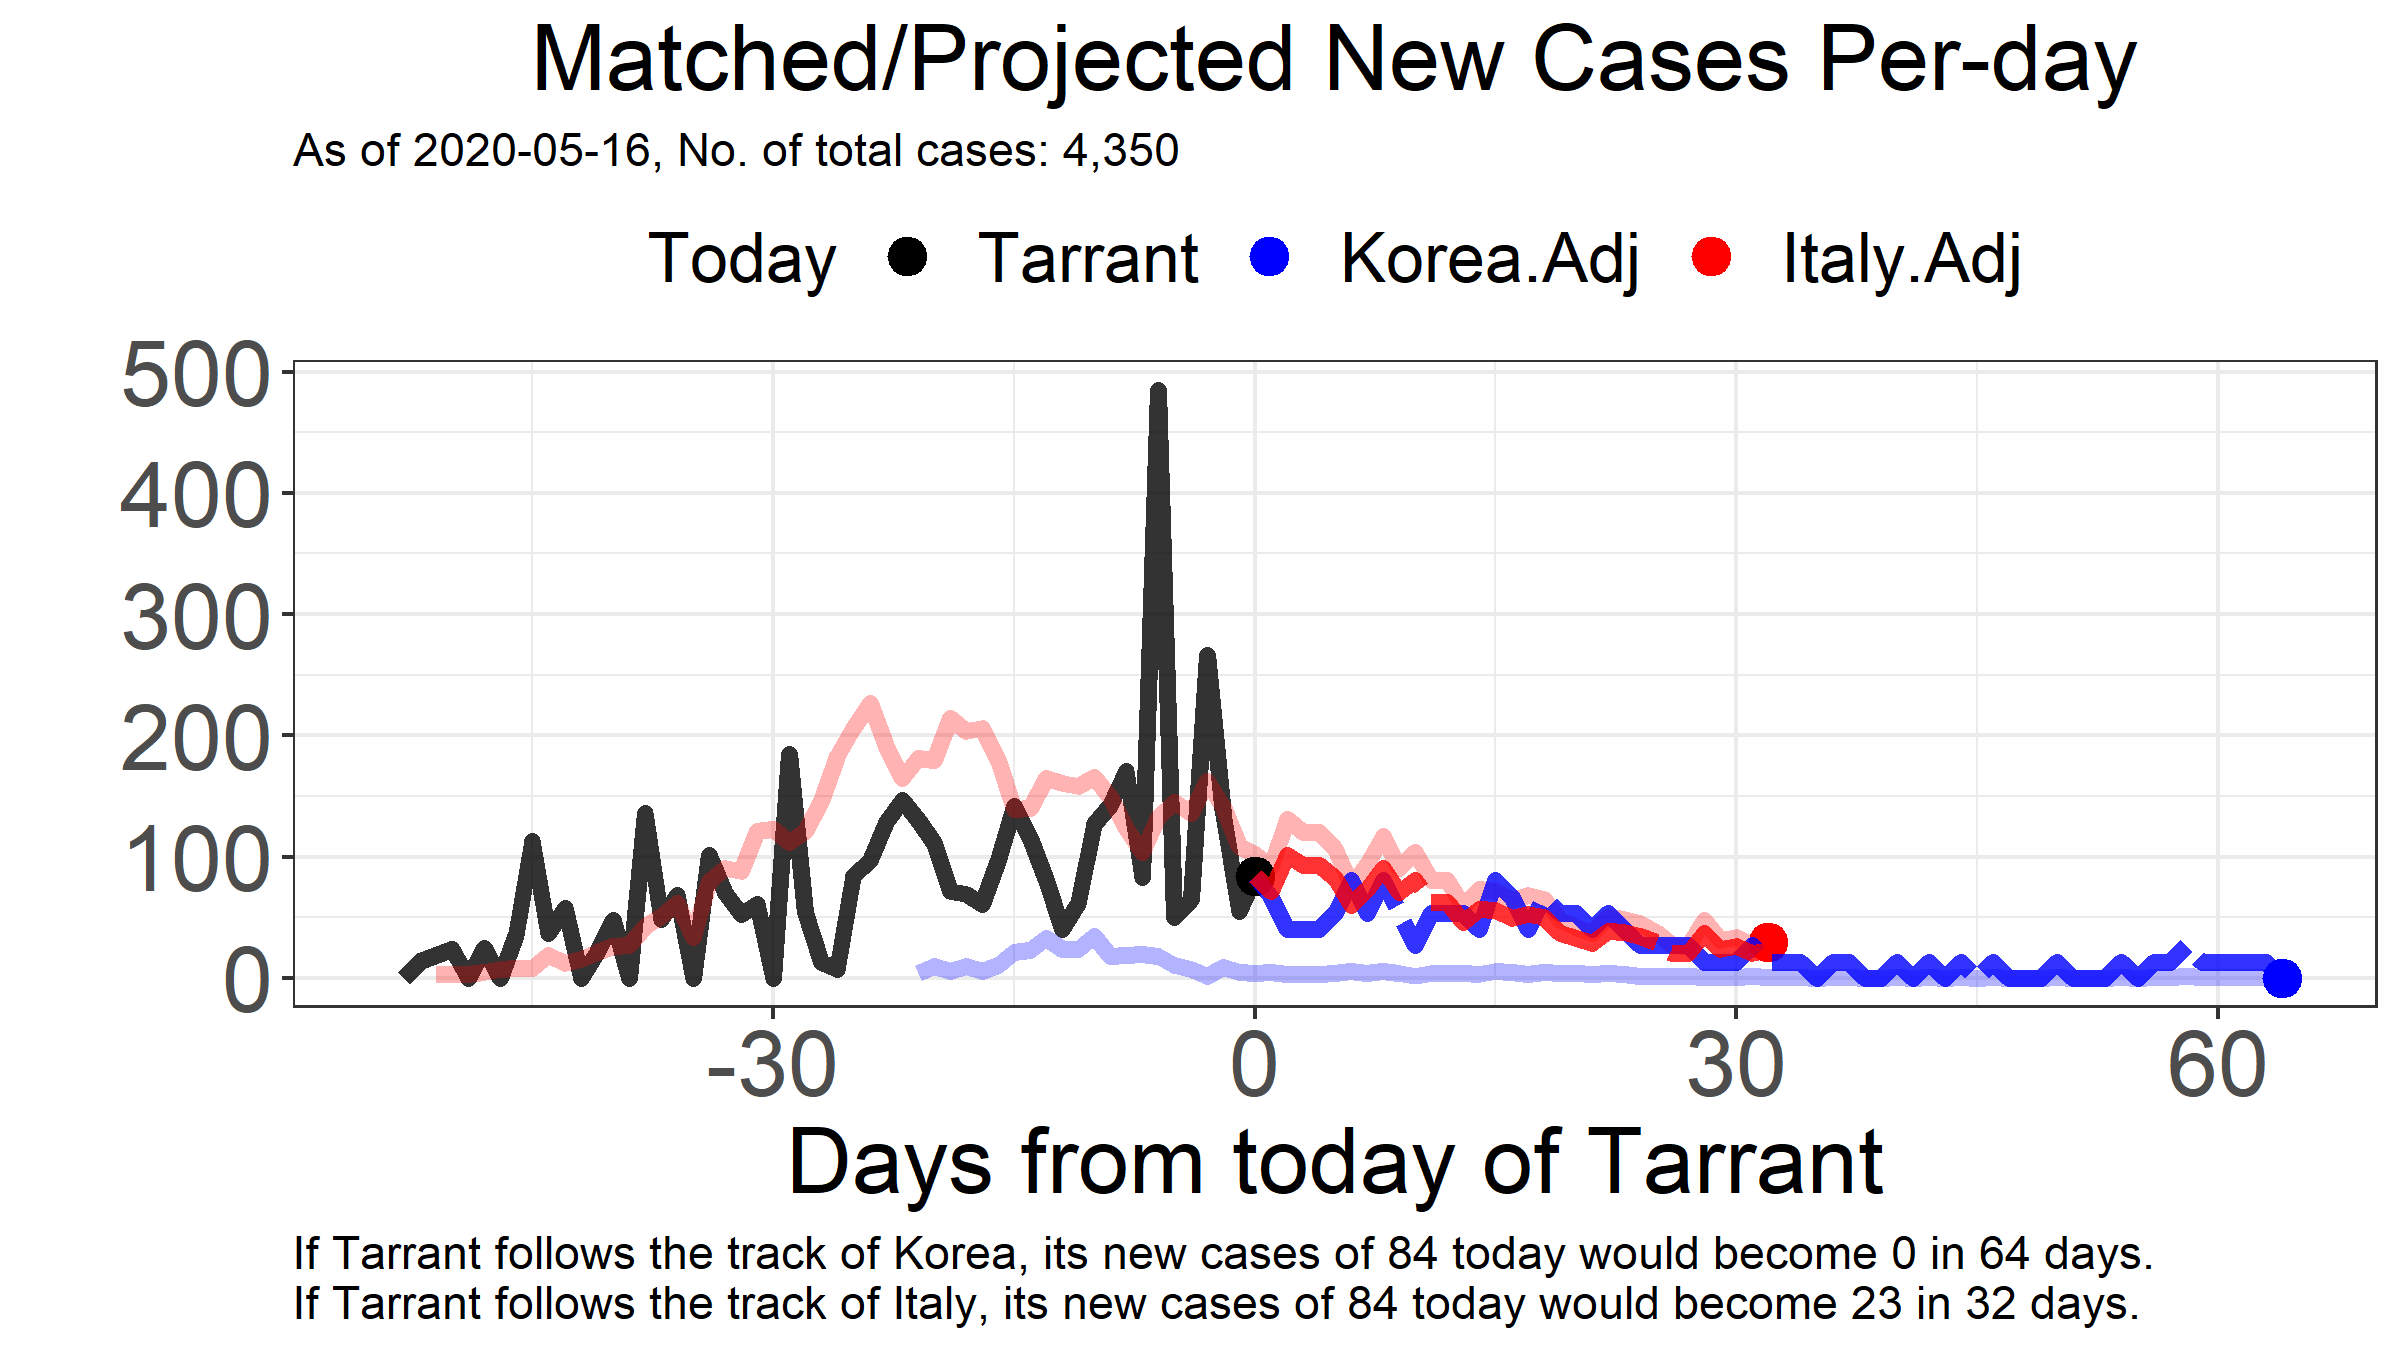 Matched/Projected New Cases Per-day
As of 2020-05-16, No. of total cases: 4,350
Today Tarrant Korea.Adj Italy.Adj
500
400
300
200
100
0
-30 0 30 60
Days from today of Tarrant
If Tarrant follows the track of Korea, its new cases of 84 today would become 0 in 64 days.
If Tarrant follows the track of Italy, its new cases of 84 today would become 23 in 32 days.